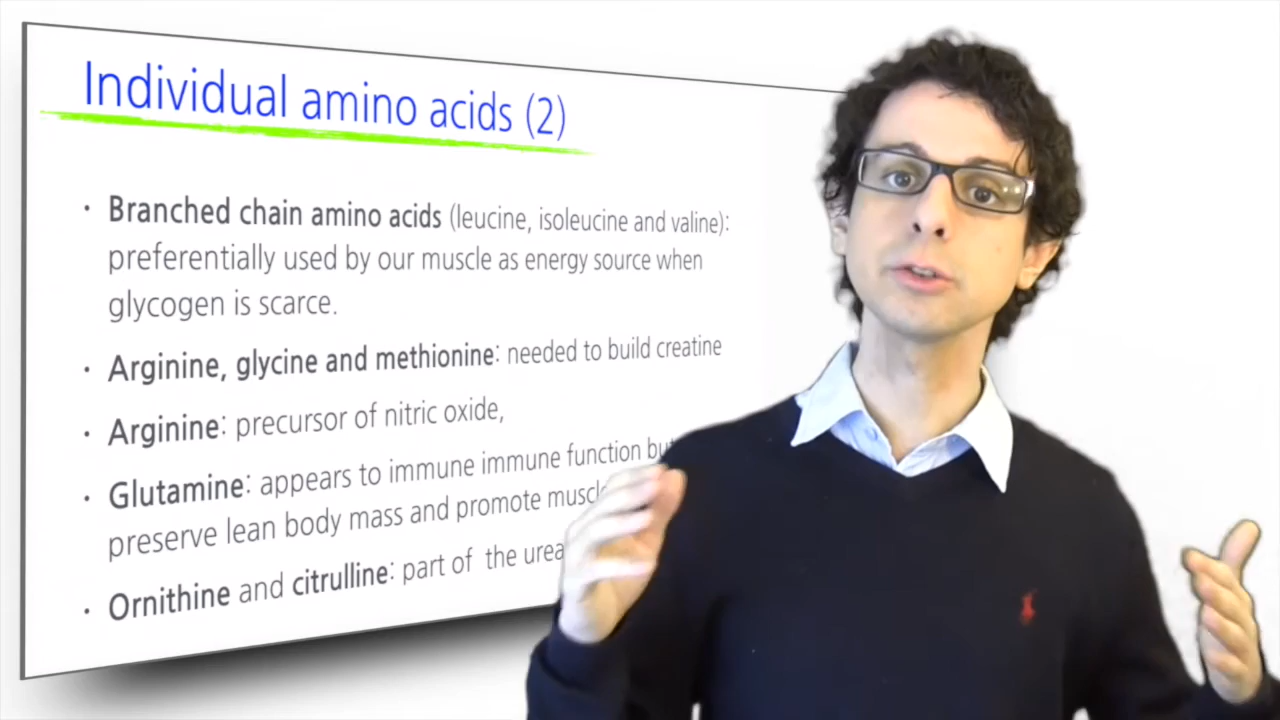 Individual amino acids (2)
• Branched chain amino acids (leucine, isoleucine and valine):
preferentially used by our muscle as energy source when
glycogen is scarce.
• Arginine, glycine and methionine: needed to build creatine
• Arginine: precursor of nitric oxide,
• Glutamine: appears to immune immune function
preserve lean body mass and promote
• Ornithine and citrulline: part of the urea